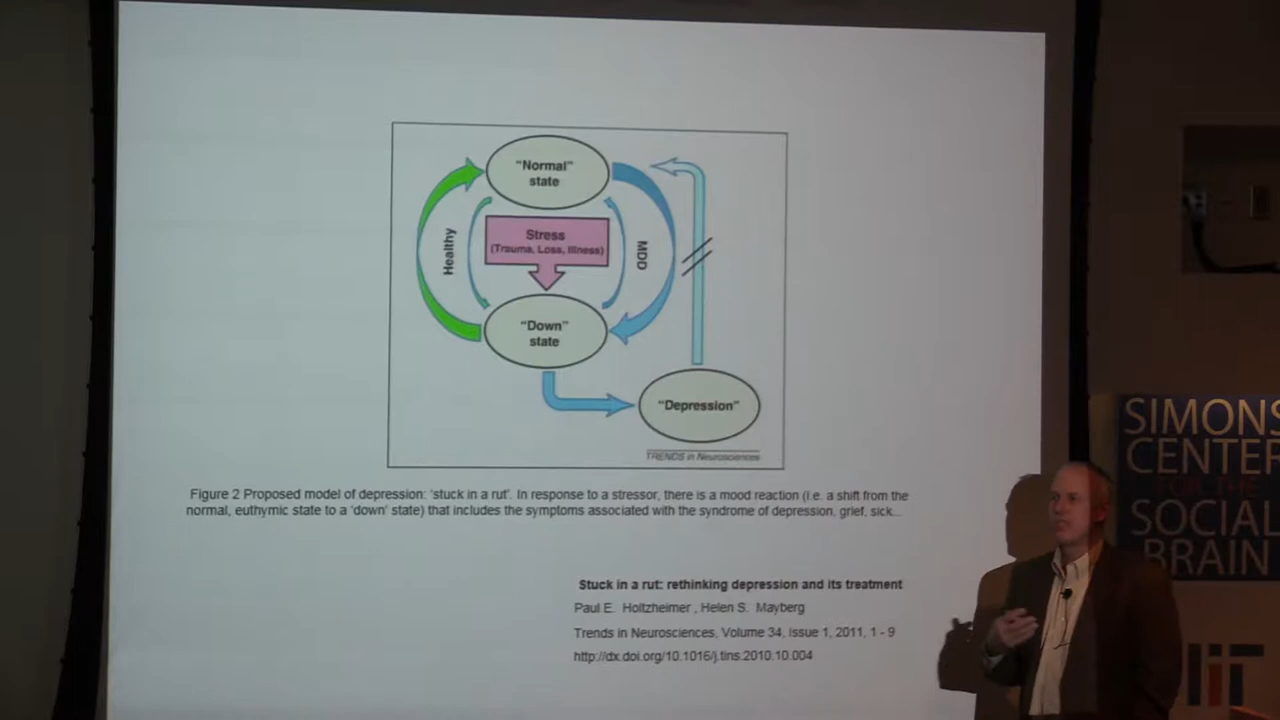 "Normal"
state
Healthy
Stress
(Trauma, Loss, Illness)
MDD
"Down"
state
"Depression"
TRENDS in Neurosciences
Figure 2 Proposed model of depression: 'stuck in a rut'. In response to a stressor, there is a mood reaction (i.e. a shift from the
normal, euthymic state to a 'down' state) that includes the symptoms associated with the syndrome of depression, grief, sick...
Stuck in a rut: rethinking depression and its treatment
Paul E. Holtzheimer , Helen S. Mayberg
Trends in Neurosciences, Volume 34, Issue 1, 2011, 1 - 9
http://dx.doi.org/10.1016/j.tins.2010.10.004
SIMONS
CENTER
FOR THE
SOCIAL
BRAIN
MIT